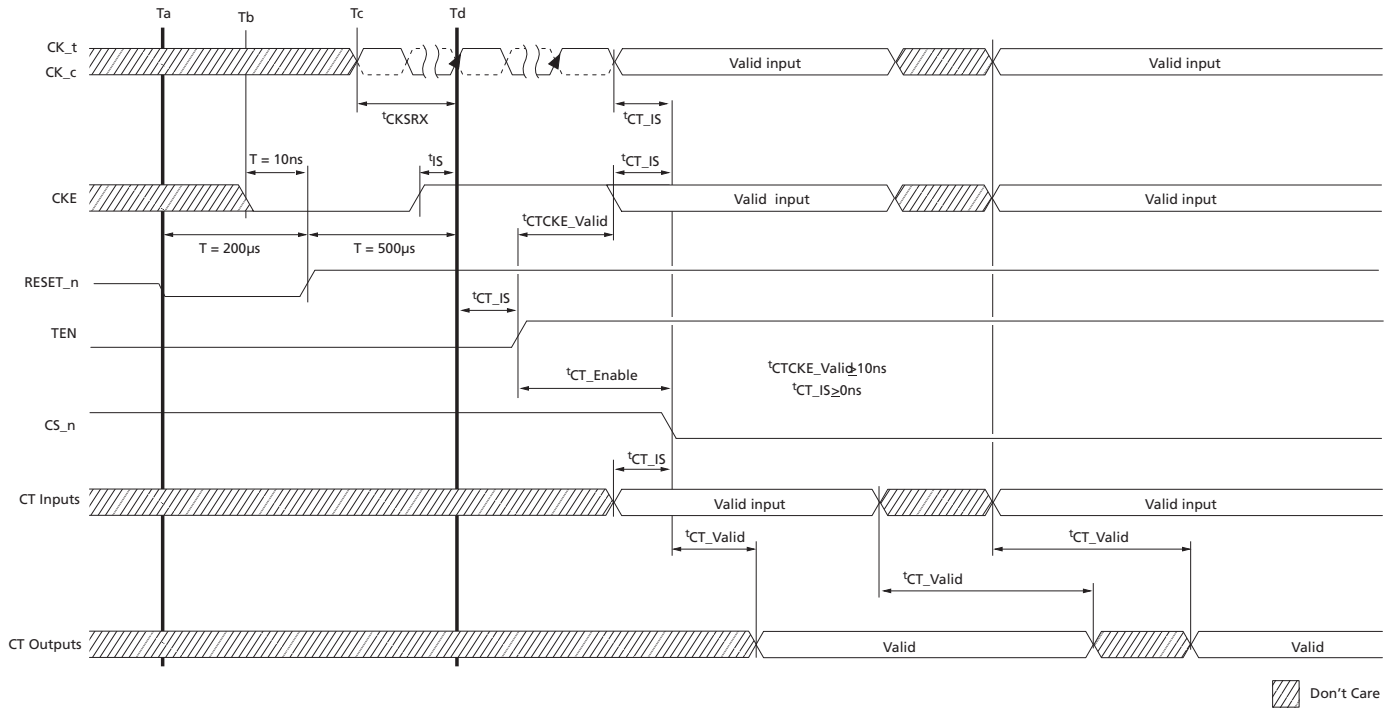 Ta Tb Tc Td
CK_t
CK_c
Valid input Valid input
tCKSRX tCT_IS
T = 10ns tIS tCT_IS
CKE Valid input Valid input
tCTCKE_Valid
T = 200µs T = 500µs
RESET_n
tCT_IS
TEN
tCT_Enable tCTCKE_Valid≥10ns
tCT_IS≥0ns
CS_n
tCT_IS
CT Inputs Valid input Valid input
tCT_Valid tCT_Valid
tCT_Valid
CT Outputs Valid Valid
Don't Care